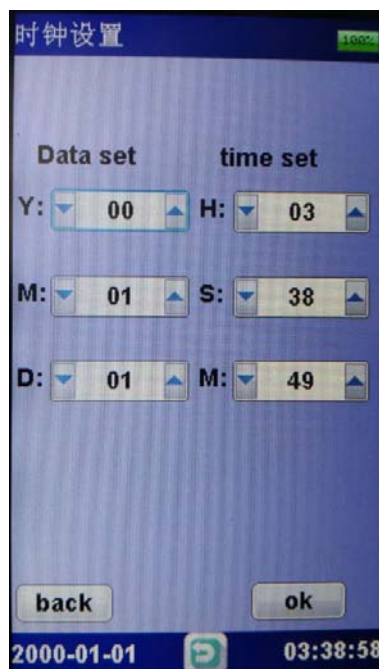 时钟设置 100%
Data set time set
Y: 00 H: 03
M: 01 S: 38
D: 01 M: 49
back ok
2000-01-01 03:38:58